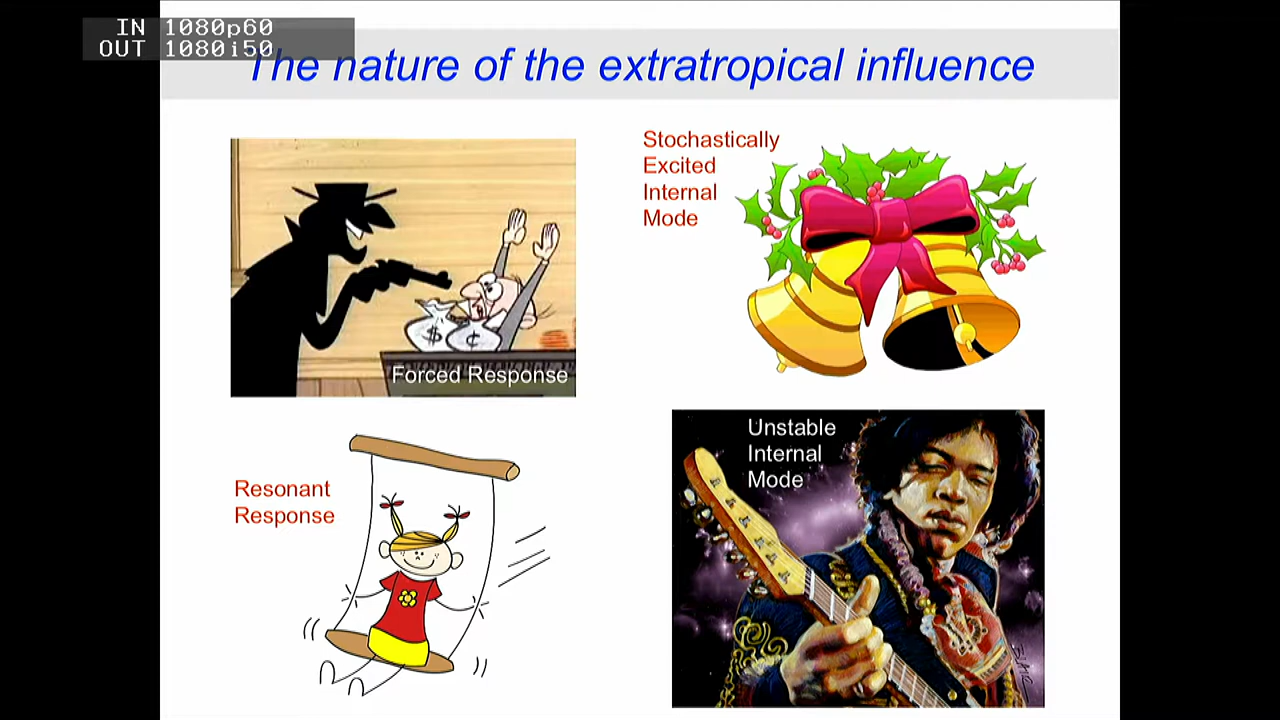 IN 1080p60
OUT 1080i50
The nature of the extratropical influence
Stochastically
Excited
Internal
Mode
$
¢
Forced Response
Unstable
Internal
Mode
Resonant
Response